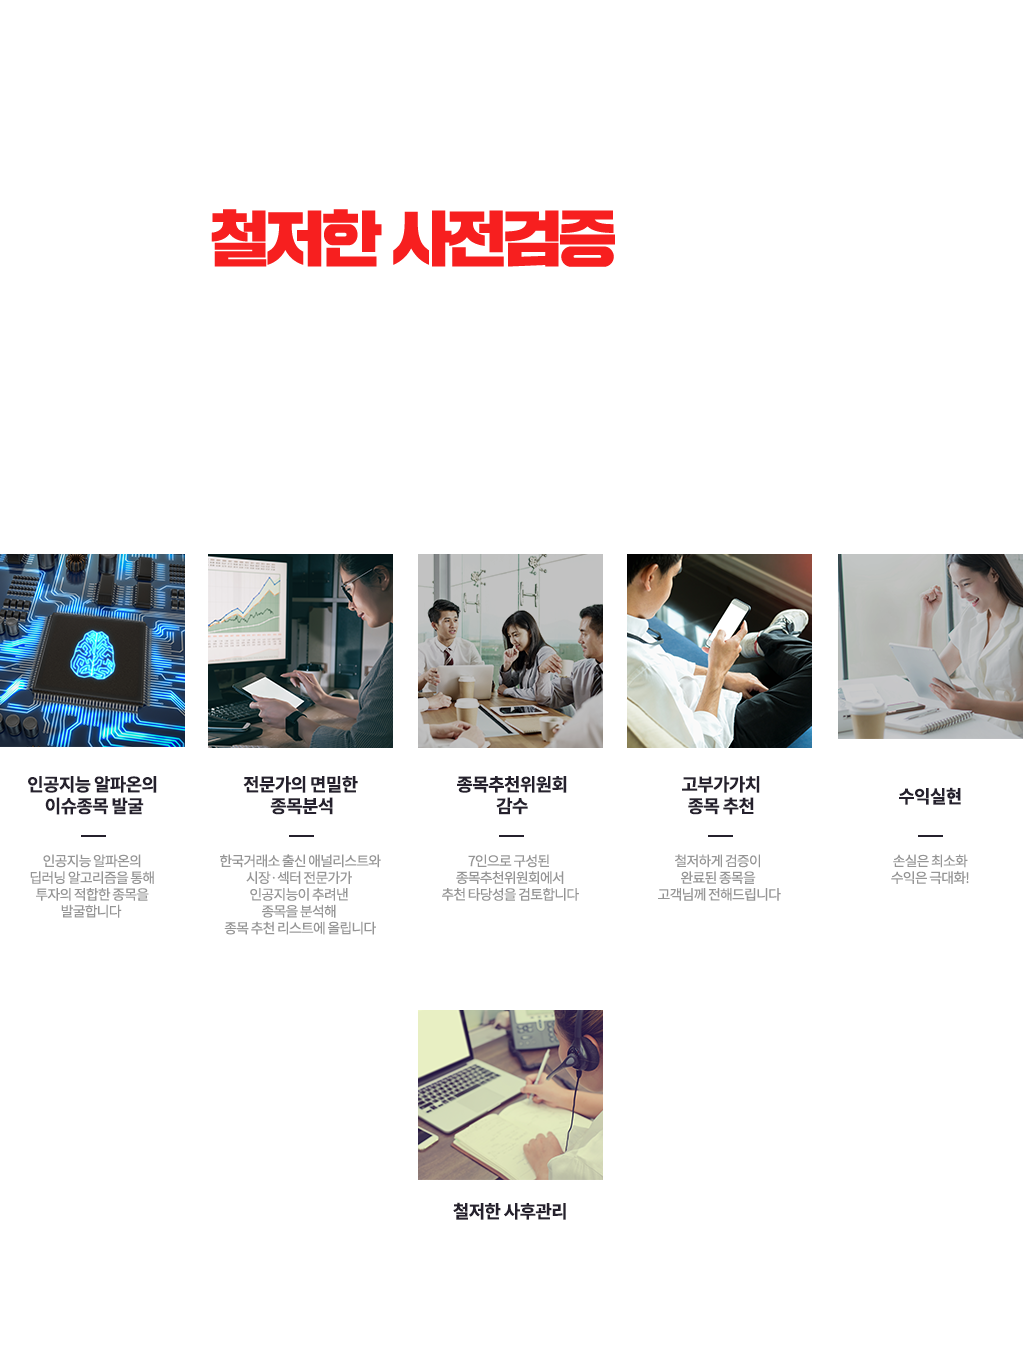 철저한 사전검증
인공지능 알파온의
이슈종목 발굴
인공지능 알파온의
딥러닝 알고리즘을 통해
투자의 적합한 종목을
발굴합니다
전문가의 면밀한
종목분석
한국거래소 출신 애널리스트와
시장·섹터 전문가가
인공지능이 추려낸
종목을 분석해
종목 추천 리스트에 올립니다
종목추천위원회
감수
7인으로 구성된
종목추천위원회에서
추천 타당성을 검토합니다
고부가가치
종목 추천
철저하게 검증이
완료된 종목을
고객님께 전해드립니다
수익실현
손실은 최소화
수익은 극대화!
철저한 사후관리